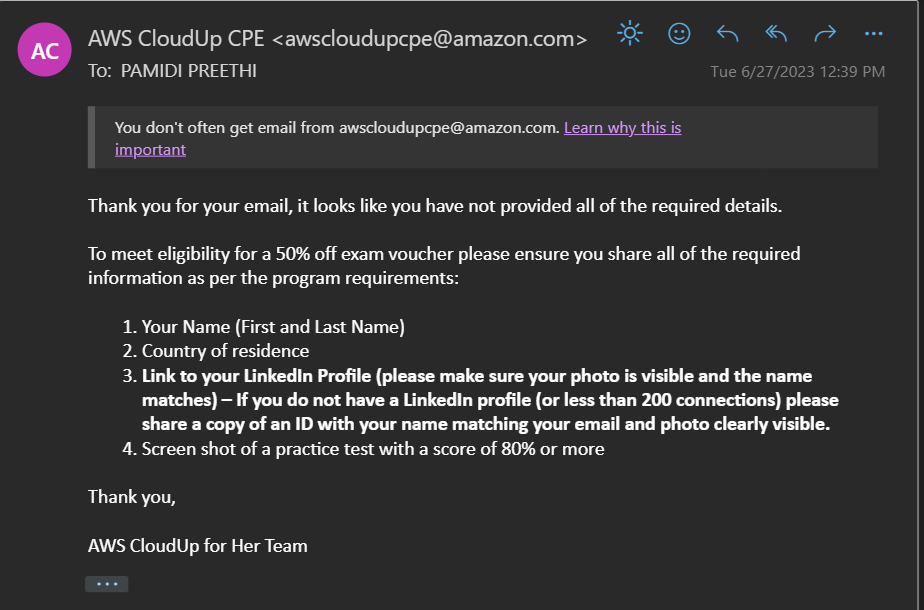 AC
AWS CloudUp CPE <awscloudupcpe@amazon.com>
To: PAMIDI PREETHI
Tue 6/27/2023 12:39 PM
You don't often get email from awscloudupcpe@amazon.com. Learn why this is
important
Thank you for your email, it looks like you have not provided all of the required details.
To meet eligibility for a 50% off exam voucher please ensure you share all of the required
information as per the program requirements:
1. Your Name (First and Last Name)
2. Country of residence
3. Link to your LinkedIn Profile (please make sure your photo is visible and the name
matches) – If you do not have a LinkedIn profile (or less than 200 connections) please
share a copy of an ID with your name matching your email and photo clearly visible.
4. Screen shot of a practice test with a score of 80% or more
Thank you,
AWS CloudUp for Her Team